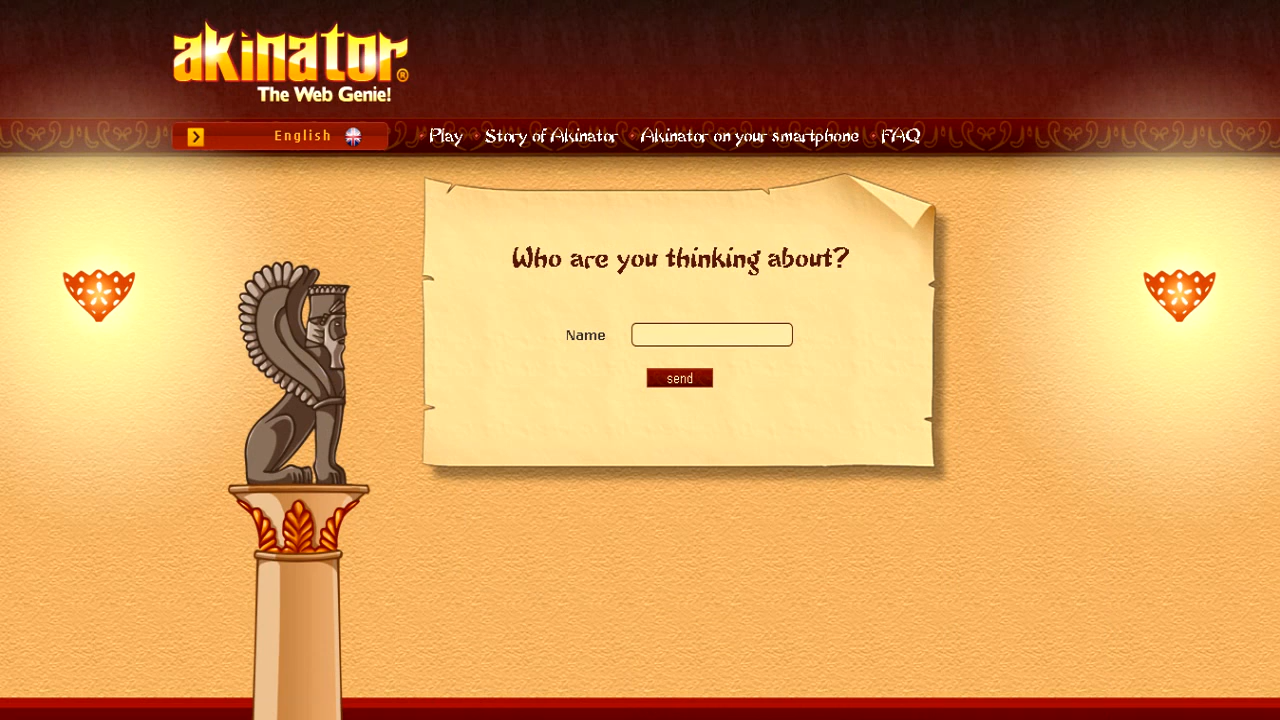 akinator®
The Web Genie!
English
Play
Story of Akinator
Akinator on your smartphone
FAQ
Who are you thinking about?
Name
send